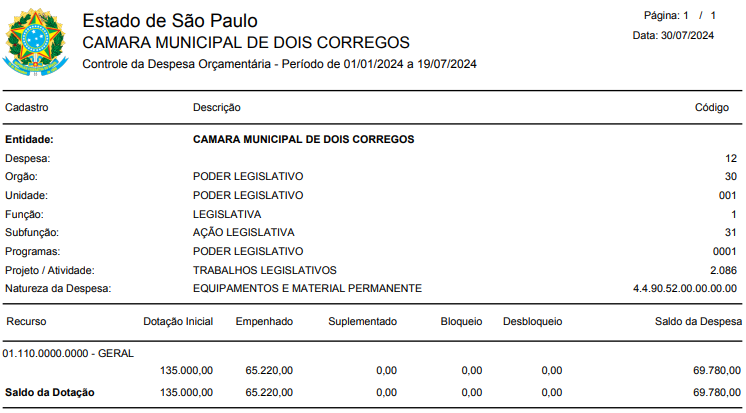 Estado de São Paulo
Página: 1 / 1
CAMARA MUNICIPAL DE DOIS CORREGOS
Data: 30/07/2024
Controle da Despesa Orçamentária - Período de 01/01/2024 a 19/07/2024
Cadastro Descrição Código
Entidade: CAMARA MUNICIPAL DE DOIS CORREGOS
Despesa: 12
Orgão: PODER LEGISLATIVO 30
Unidade: PODER LEGISLATIVO 001
Função: LEGISLATIVA 1
Subfunção: AÇÃO LEGISLATIVA 31
Programas: PODER LEGISLATIVO 0001
Projeto / Atividade: TRABALHOS LEGISLATIVOS 2.086
Natureza da Despesa: EQUIPAMENTOS E MATERIAL PERMANENTE 4.4.90.52.00.00.00.00
Recurso Dotação Inicial Empenhado Suplementado Bloqueio Desbloqueio Saldo da Despesa
01.110.0000.0000 - GERAL
135.000,00 65.220,00 0,00 0,00 0,00 69.780,00
Saldo da Dotação 135.000,00 65.220,00 0,00 0,00 0,00 69.780,00